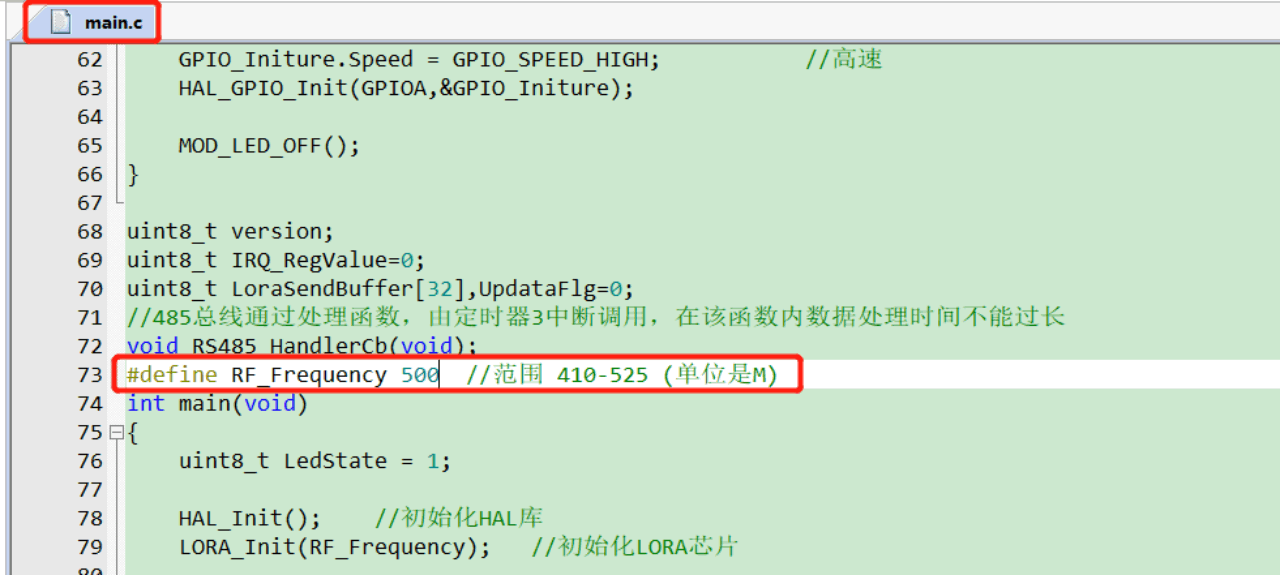 main.c
62 GPIO_Initure.Speed = GPIO_SPEED_HIGH; //高速
63 HAL_GPIO_Init(GPIOA,&GPIO_Initure);
64
65 MOD_LED_OFF();
66 }
67
68 uint8_t version;
69 uint8_t IRQ_RegValue=0;
70 uint8_t LoraSendBuffer[32],UpdataFlg=0;
71 //485总线通过处理函数，由定时器3中断调用，在该函数内数据处理时间不能过长
72 void RS485_HandlerCb(void);
73 #define RF_Frequency 500 //范围 410-525 (单位是M)
74 int main(void)
75 {
76 uint8_t LedState = 1;
77
78 HAL_Init(); //初始化HAL库
79 LORA_Init(RF_Frequency); //初始化LORA芯片
80